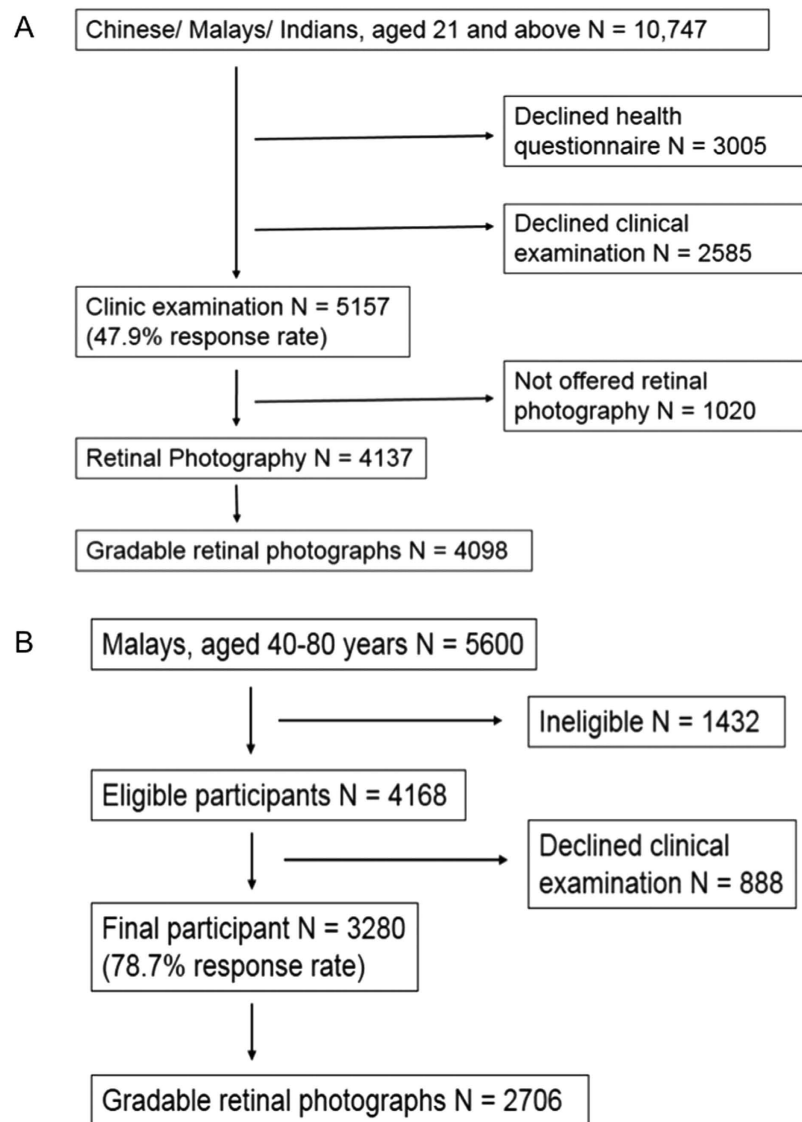 A
Chinese/ Malays/ Indians, aged 21 and above N = 10,747
Declined health
questionnaire N = 3005
Declined clinical
examination N = 2585
Clinic examination N = 5157
(47.9% response rate)
Not offered retinal
photography N = 1020
Retinal Photography N = 4137
Gradable retinal photographs N = 4098
B
Malays, aged 40-80 years N = 5600
Ineligible N = 1432
Eligible participants N = 4168
Declined clinical
examination N = 888
Final participant N = 3280
(78.7% response rate)
Gradable retinal photographs N = 2706